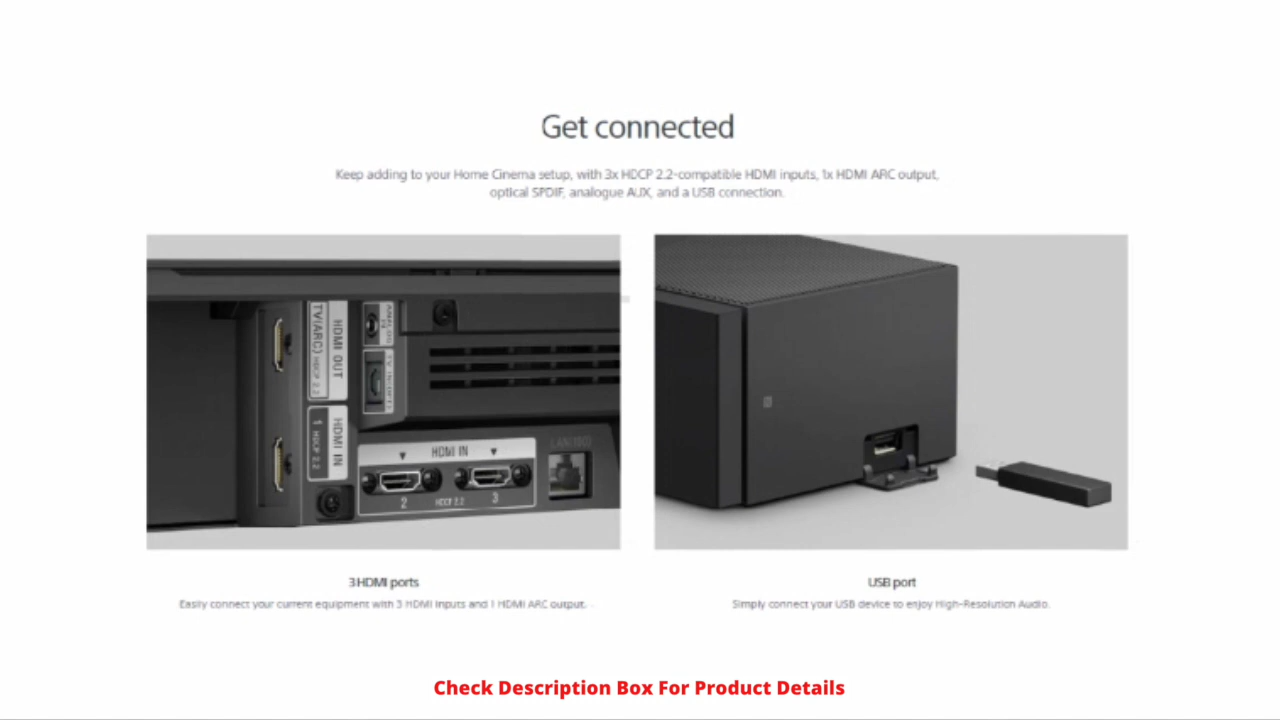 Get connected
Keep adding to your Home Cinema setup, with 3x HDCP 2.2-compatible HDMI inputs, 1x HDMI ARC output,
optical SPDIF, analogue AUX, and a USB connection.
HDMI OUT
TV(ARC) HDCP 2.2
HDMI IN
1 HDCP 2.2
HDMI IN
2 HDCP 2.2 3
3 HDMI ports
USB port
Easily connect your current equipment with 3 HDMI inputs and 1 HDMI ARC output.
Simply connect your USB device to enjoy High-Resolution Audio.
Check Description Box For Product Details